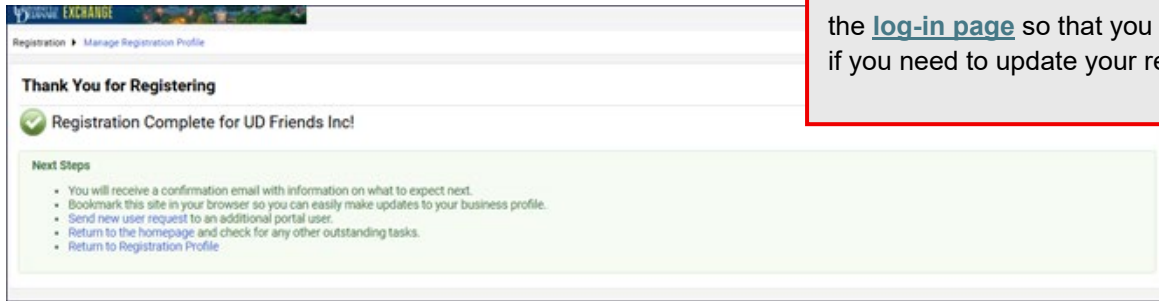 EXCHANGE
Registration ▸ Manage Registration Profile
the log-in page so that you
if you need to update your re
Thank You for Registering
Registration Complete for UD Friends Inc!
Next Steps
• You will receive a confirmation email with information on what to expect next.
• Bookmark this site in your browser so you can easily make updates to your business profile.
• Send new user request to an additional portal user.
• Return to the homepage and check for any other outstanding tasks.
• Return to Registration Profile